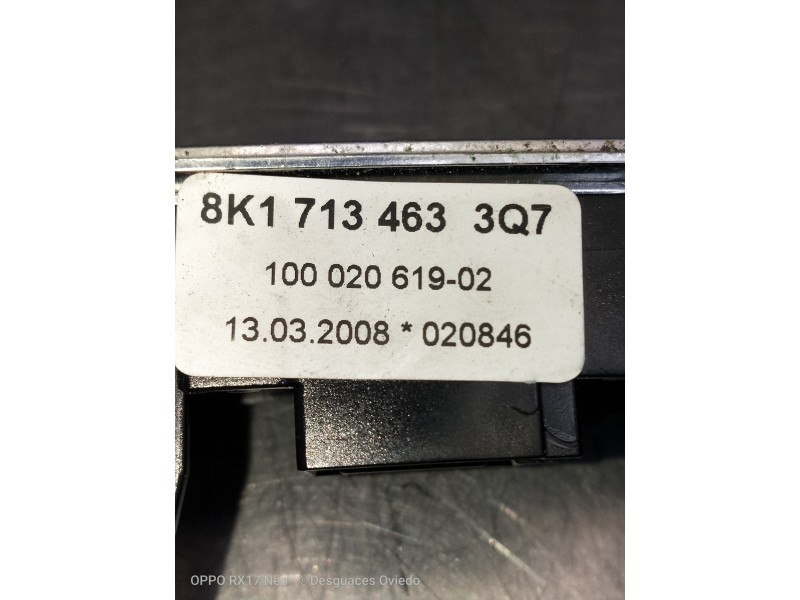 8K1 713 463 3Q7
100 020 619-02
13.03.2008 * 020846
OPPO RX17 Neo © Desguaces Oviedo